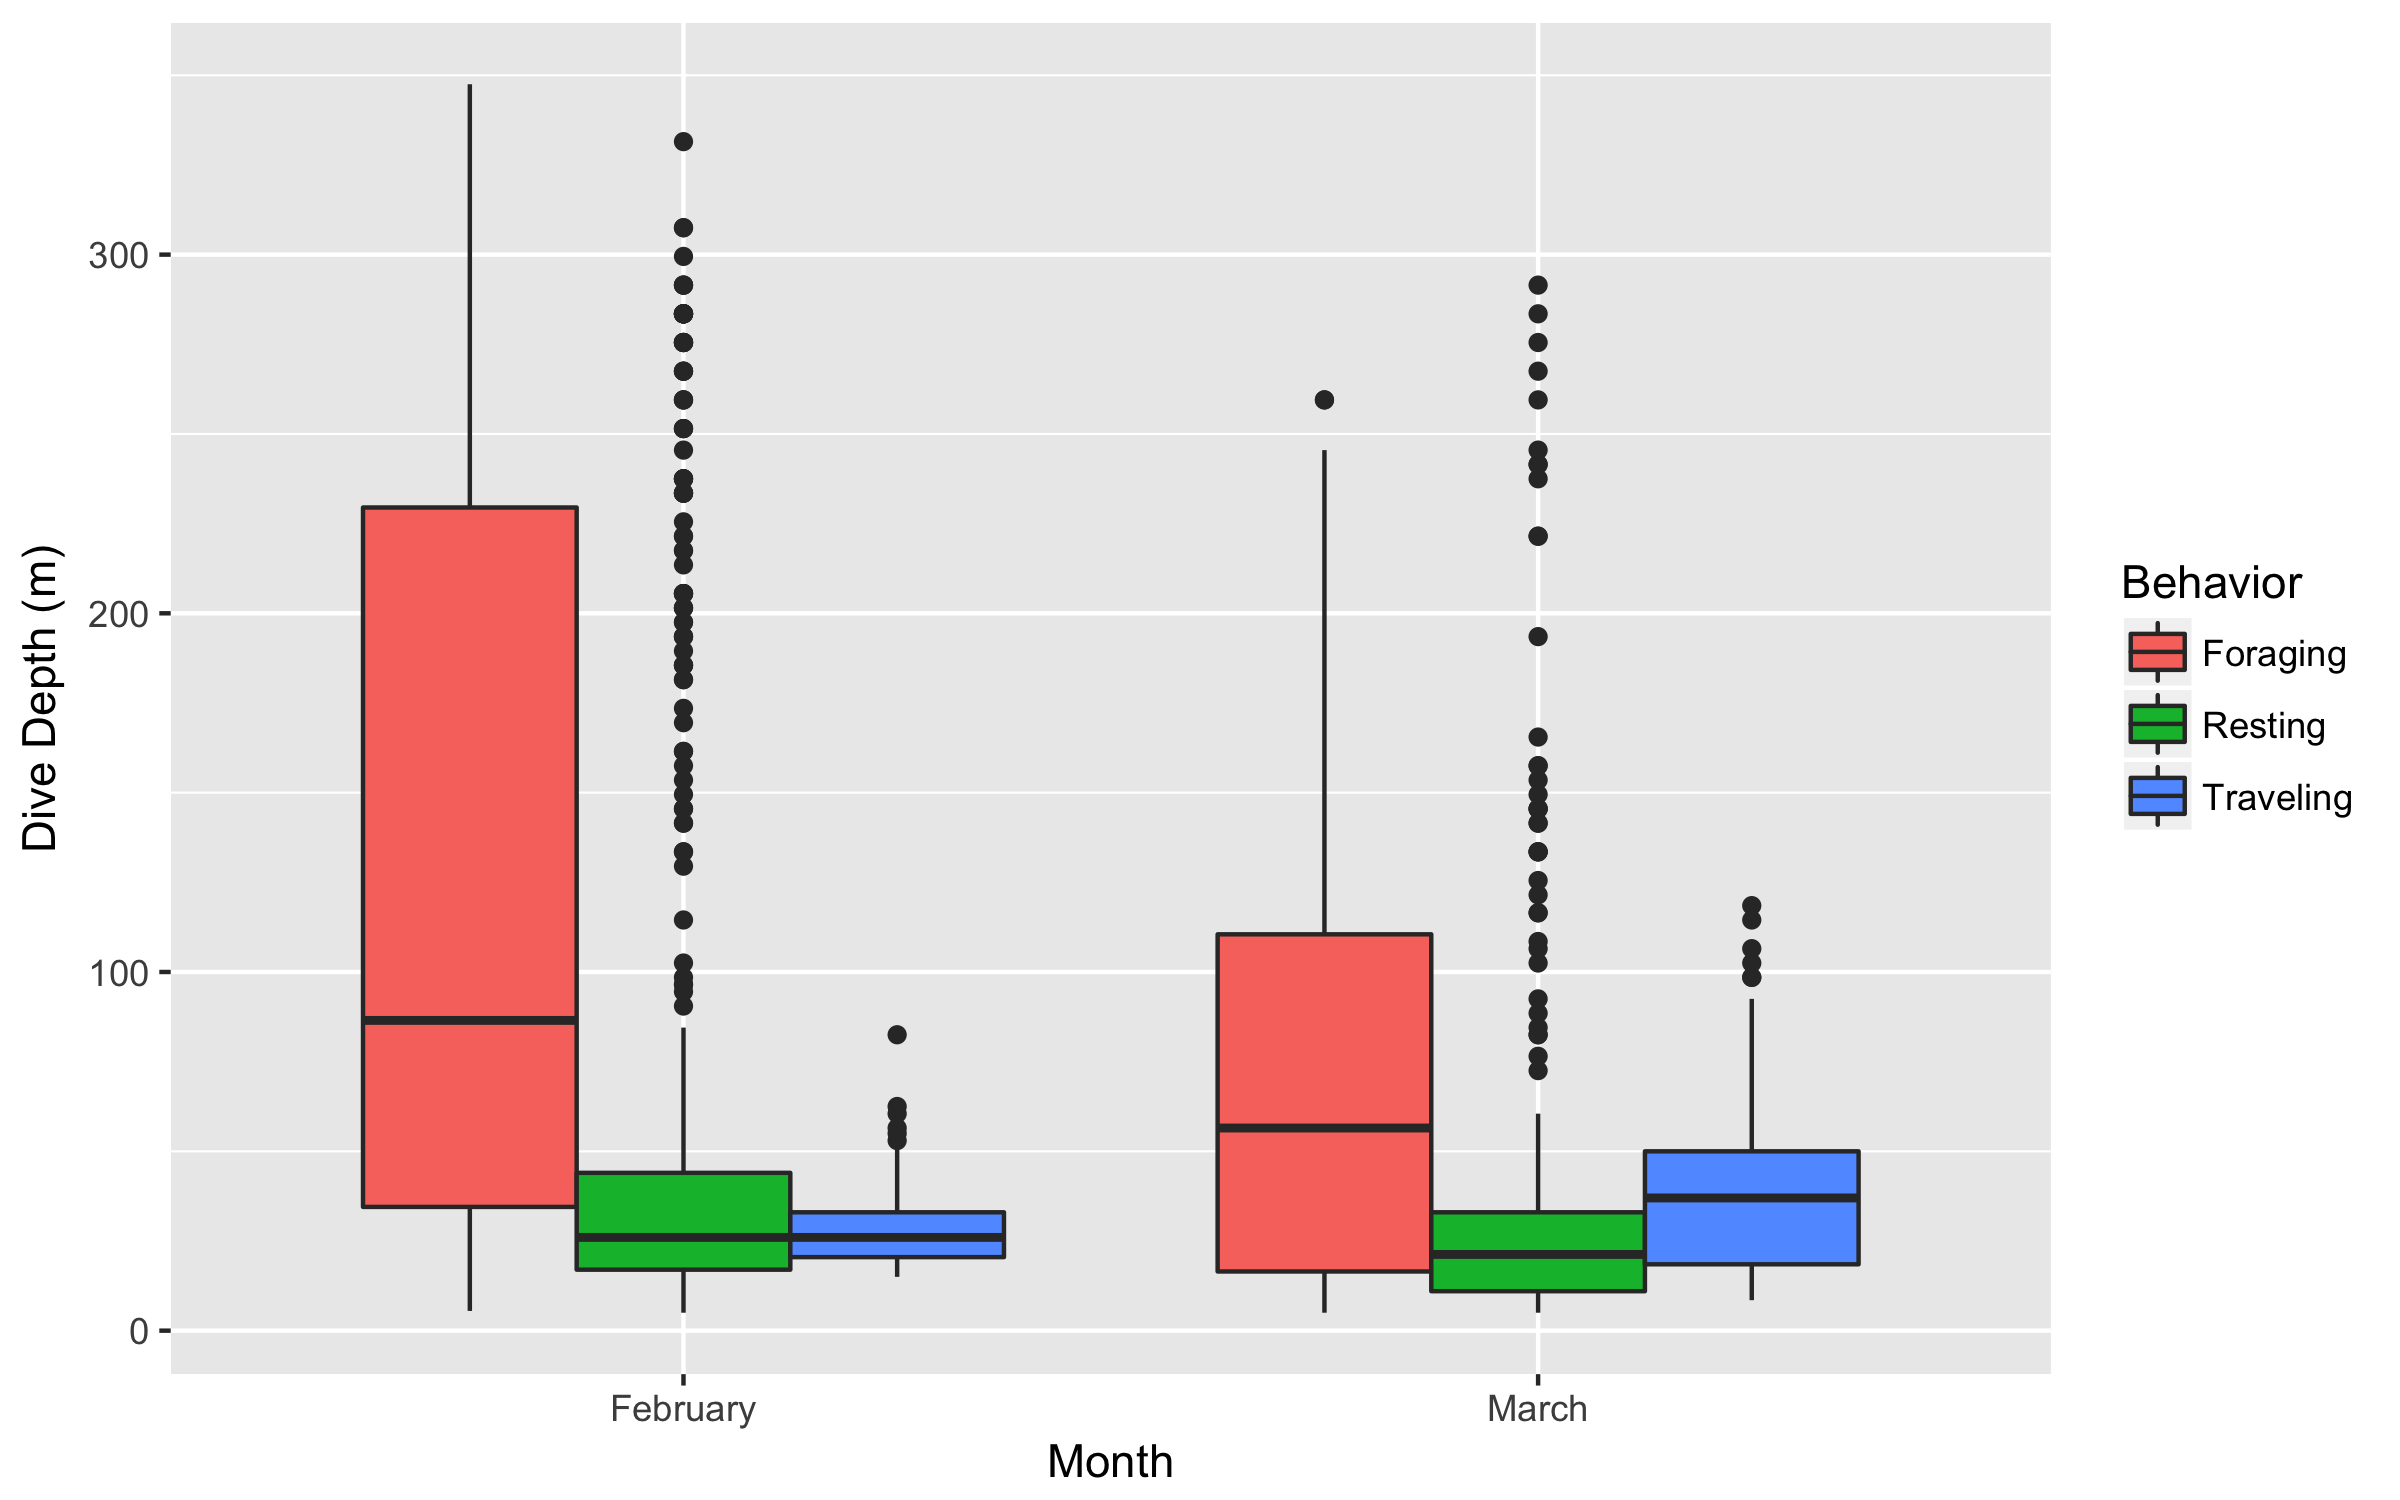 Dive Depth (m)
300
200
100
0
February
March
Month
Behavior
Foraging
Resting
Traveling